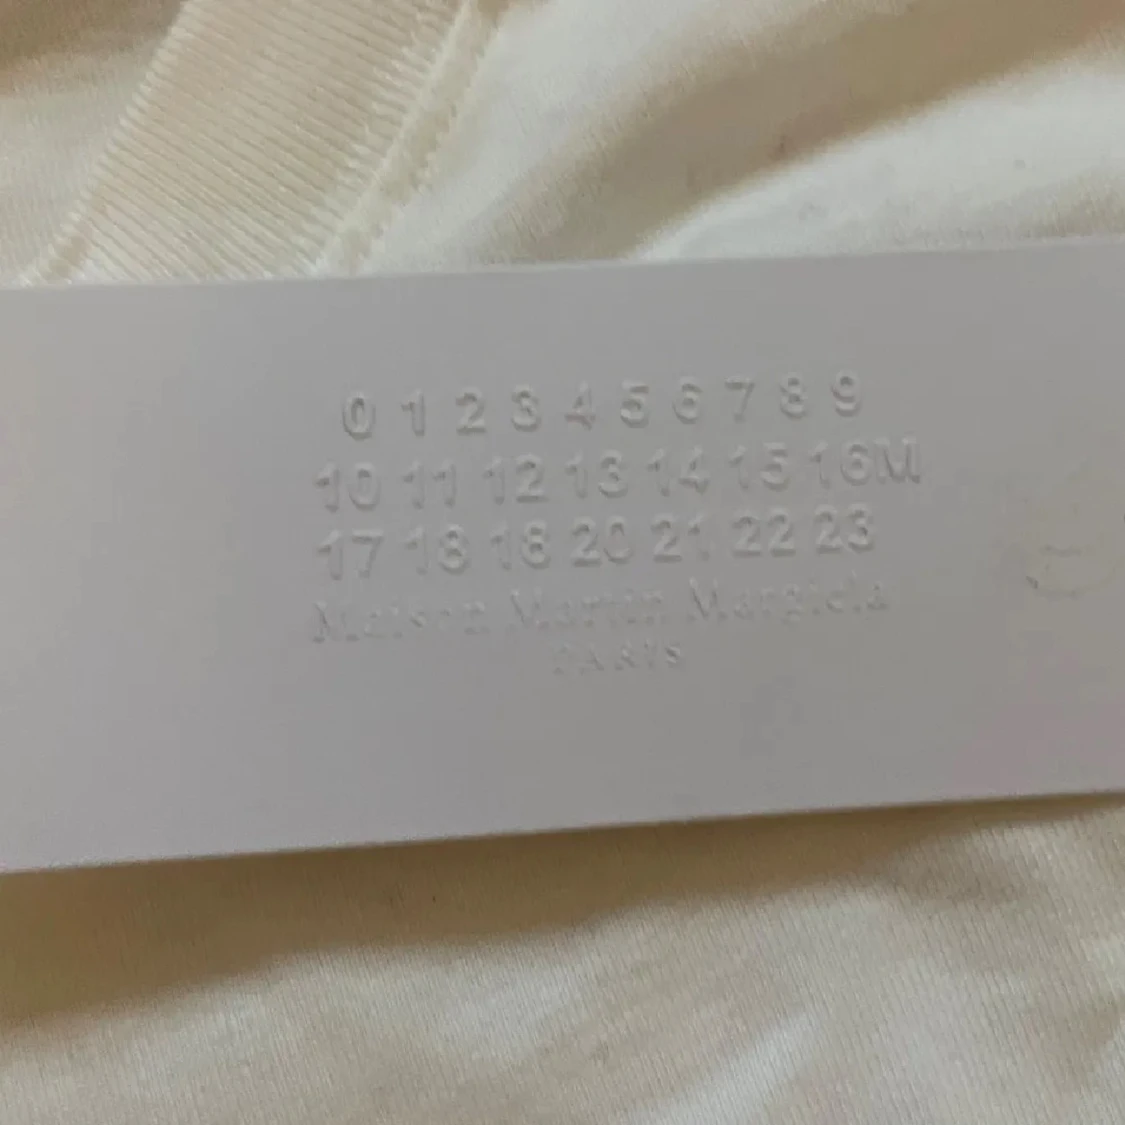 0 1 2 3 4 5 6 7 8 9
10 11 12 13 14 15 16M
17 18 18 20 21 22 23
Maison Martin Margiela
PARIS